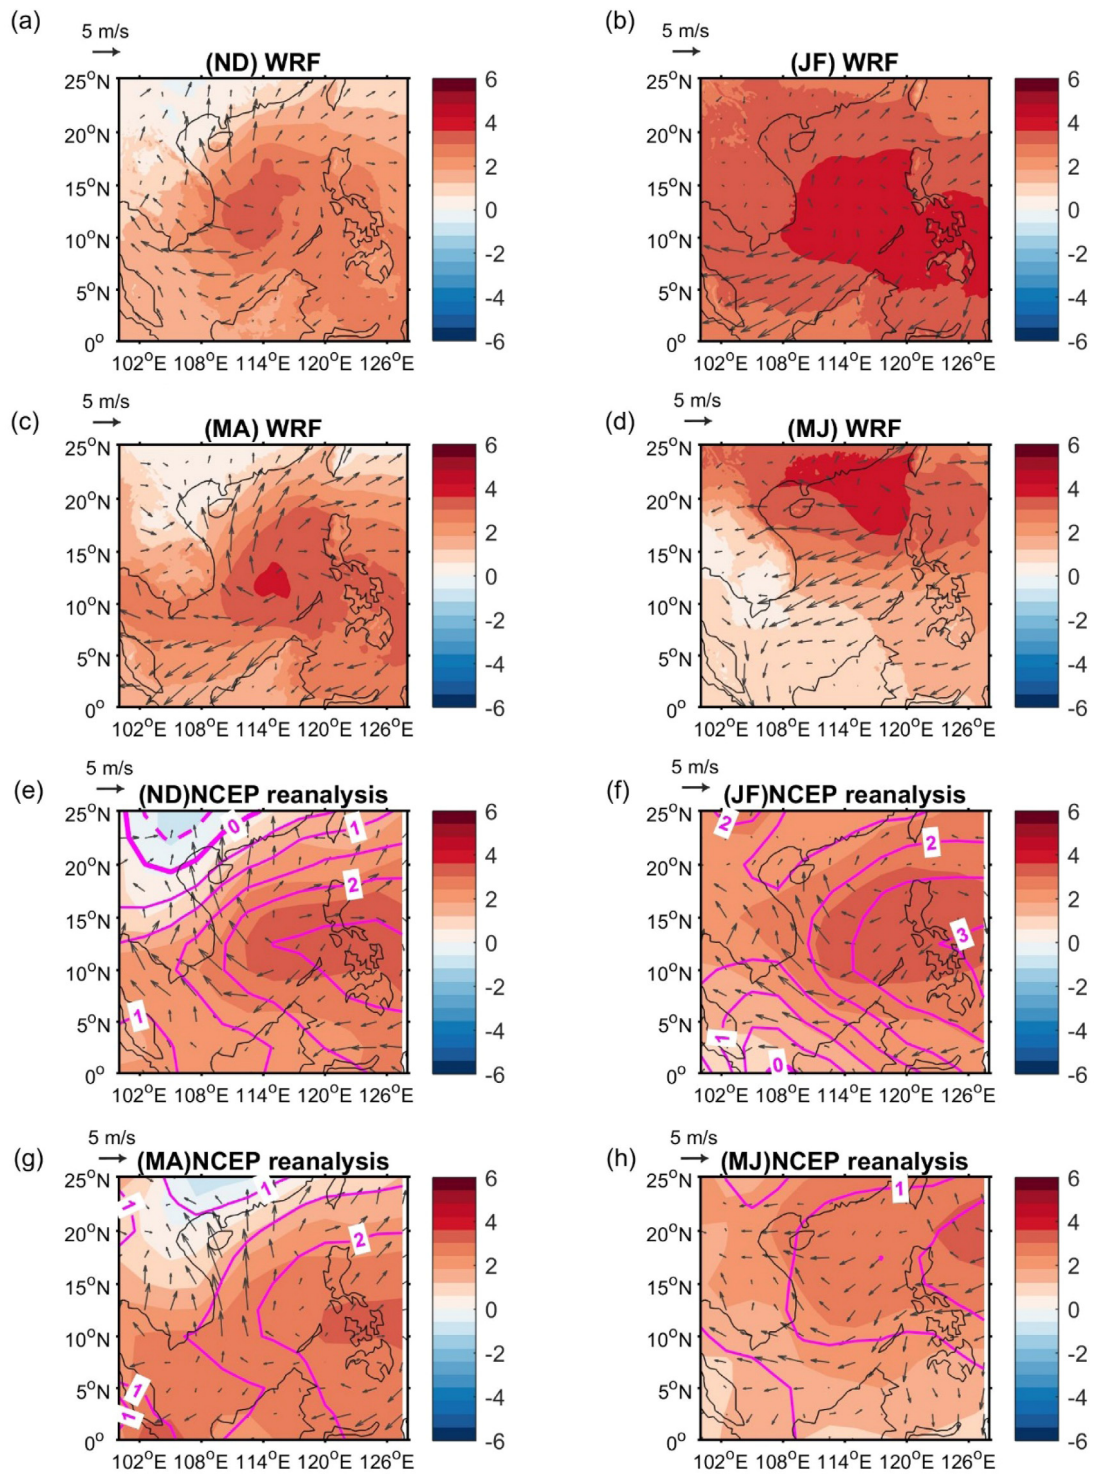 (a)
5 m/s
(ND) WRF
25°N
20°N
15°N
10°N
5°N
0°
102°E 108°E 114°E 120°E 126°E
6
4
2
0
-2
-4
-6
(b)
5 m/s
(JF) WRF
25°N
20°N
15°N
10°N
5°N
0°
102°E 108°E 114°E 120°E 126°E
6
4
2
0
-2
-4
-6
(c)
5 m/s
(MA) WRF
25°N
20°N
15°N
10°N
5°N
0°
102°E 108°E 114°E 120°E 126°E
6
4
2
0
-2
-4
-6
(d)
5 m/s
(MJ) WRF
25°N
20°N
15°N
10°N
5°N
0°
102°E 108°E 114°E 120°E 126°E
6
4
2
0
-2
-4
-6
(e)
5 m/s
(ND)NCEP reanalysis
25°N
20°N
15°N
10°N
5°N
0°
0
1
2
1
102°E 108°E 114°E 120°E 126°E
6
4
2
0
-2
-4
-6
(f)
5 m/s
(JF)NCEP reanalysis
25°N
20°N
15°N
10°N
5°N
0°
2
2
3
1
0
102°E 108°E 114°E 120°E 126°E
6
4
2
0
-2
-4
-6
(g)
5 m/s
(MA)NCEP reanalysis
25°N
20°N
15°N
10°N
5°N
0°
1
1
2
1
1
102°E 108°E 114°E 120°E 126°E
6
4
2
0
-2
-4
-6
(h)
5 m/s
(MJ)NCEP reanalysis
25°N
20°N
15°N
10°N
5°N
0°
1
102°E 108°E 114°E 120°E 126°E
6
4
2
0
-2
-4
-6